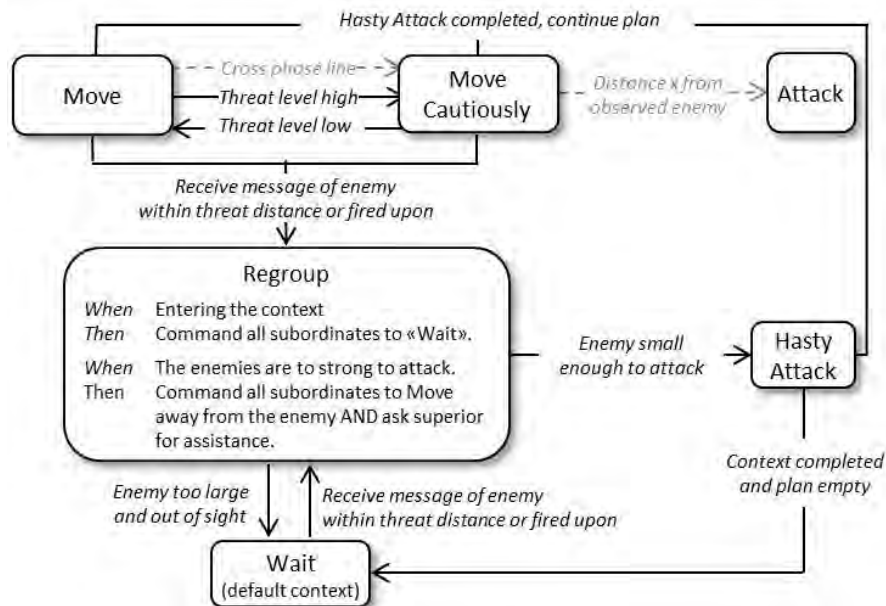 Hasty Attack completed, continue plan
Move
Cross phase line
Threat level high
Threat level low
Move
Cautiously
Distance x from
observed enemy
Attack
Receive message of enemy
within threat distance or fired upon
Regroup
When Entering the context
Then Command all subordinates to «Wait».
When The enemies are to strong to attack.
Then Command all subordinates to Move
away from the enemy AND ask superior
for assistance.
Enemy small
enough to attack
Hasty
Attack
Enemy too large
and out of sight
Receive message of enemy
within threat distance or fired upon
Context completed
and plan empty
Wait
(default context)